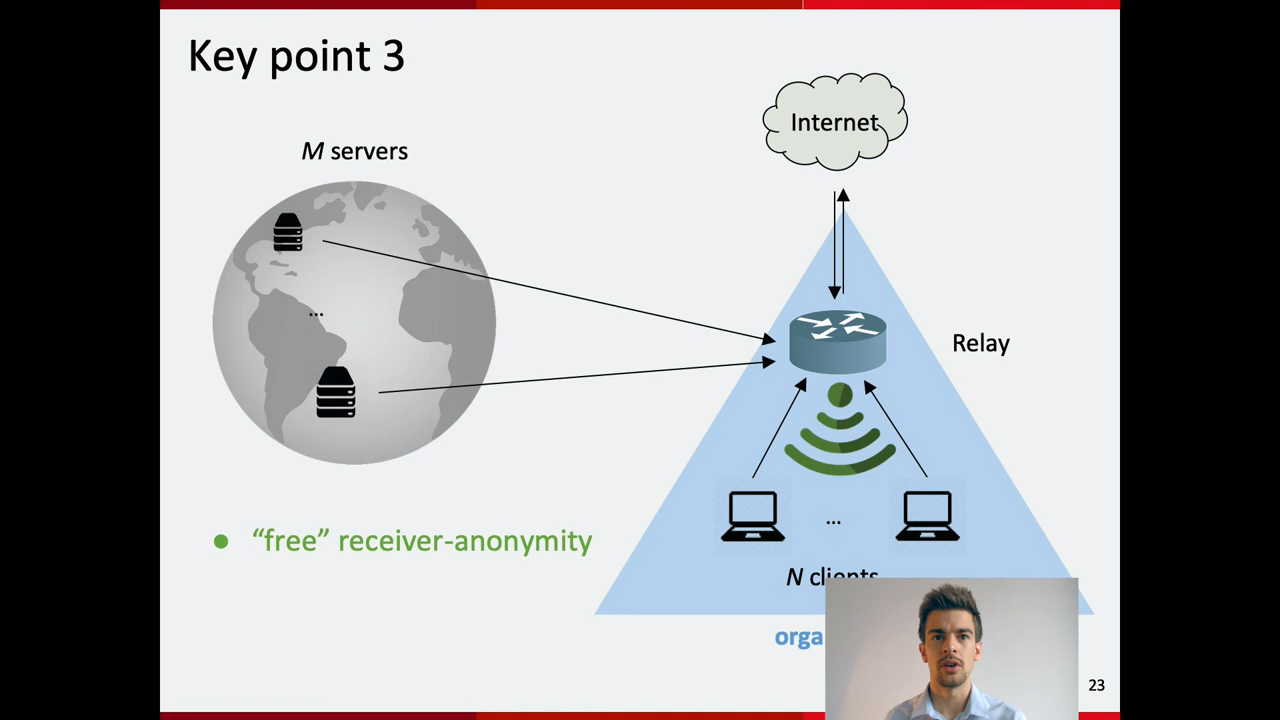 Key point 3
Internet
M servers
...
Relay
...
● “free” receiver-anonymity
N clients
orga
23